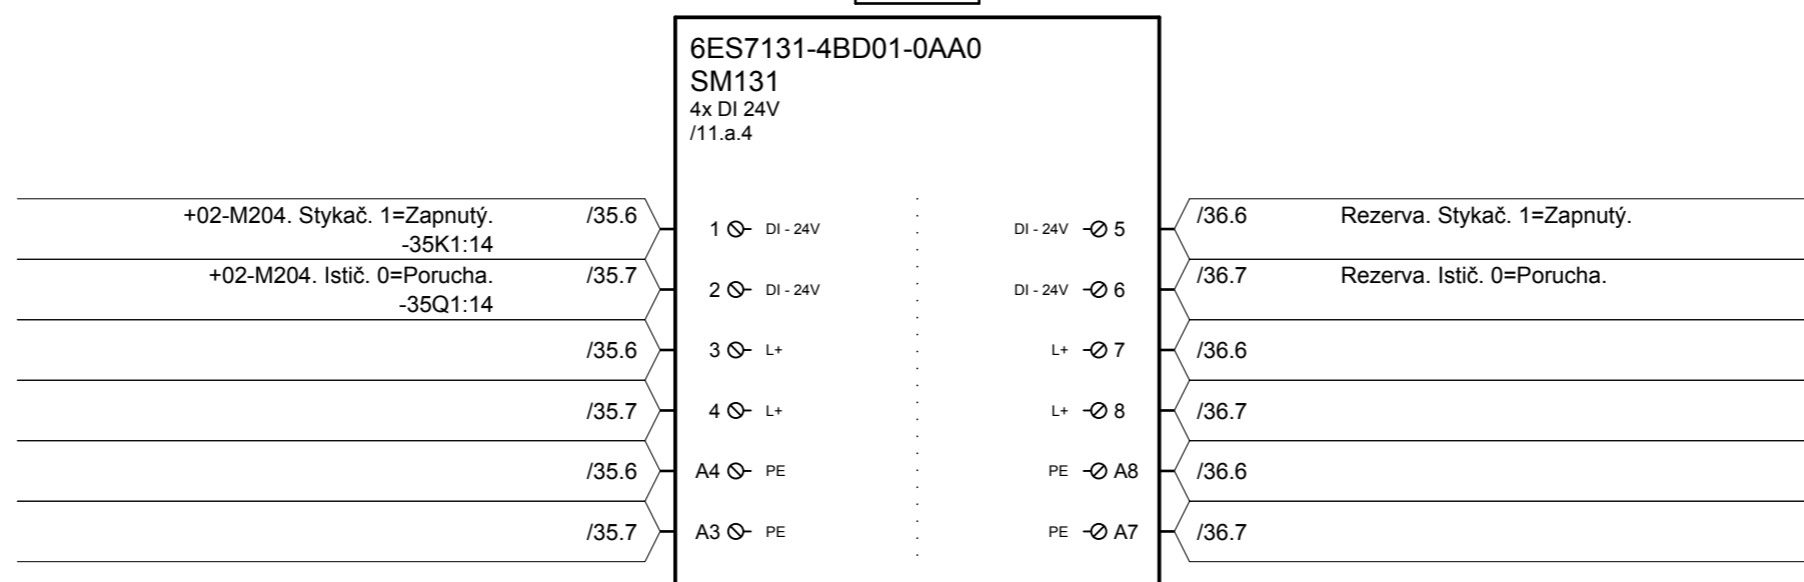 6ES7131-4BD01-0AA0
SM131
4x DI 24V
/11.a.4
+02-M204. Stykač. 1=Zapnutý. /35.6 1 DI - 24V DI - 24V 5 /36.6 Rezerva. Stykač. 1=Zapnutý.
-35K1:14
+02-M204. Istič. 0=Porucha. /35.7 2 DI - 24V DI - 24V 6 /36.7 Rezerva. Istič. 0=Porucha.
-35Q1:14
/35.6 3 L+ L+ 7 /36.6
/35.7 4 L+ L+ 8 /36.7
/35.6 A4 PE PE A8 /36.6
/35.7 A3 PE PE A7 /36.7